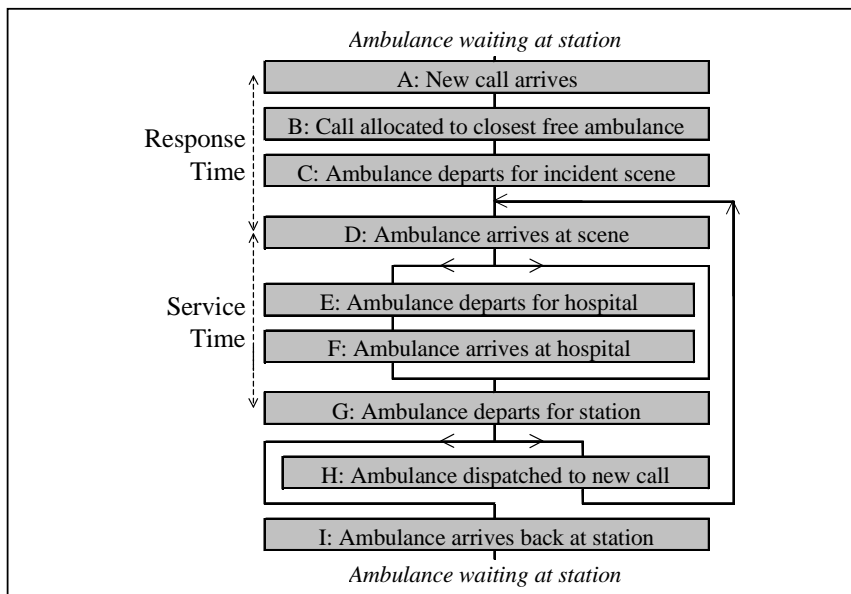 Ambulance waiting at station
A: New call arrives
B: Call allocated to closest free ambulance
Response
Time
C: Ambulance departs for incident scene
D: Ambulance arrives at scene
E: Ambulance departs for hospital
Service
Time
F: Ambulance arrives at hospital
G: Ambulance departs for station
H: Ambulance dispatched to new call
I: Ambulance arrives back at station
Ambulance waiting at station